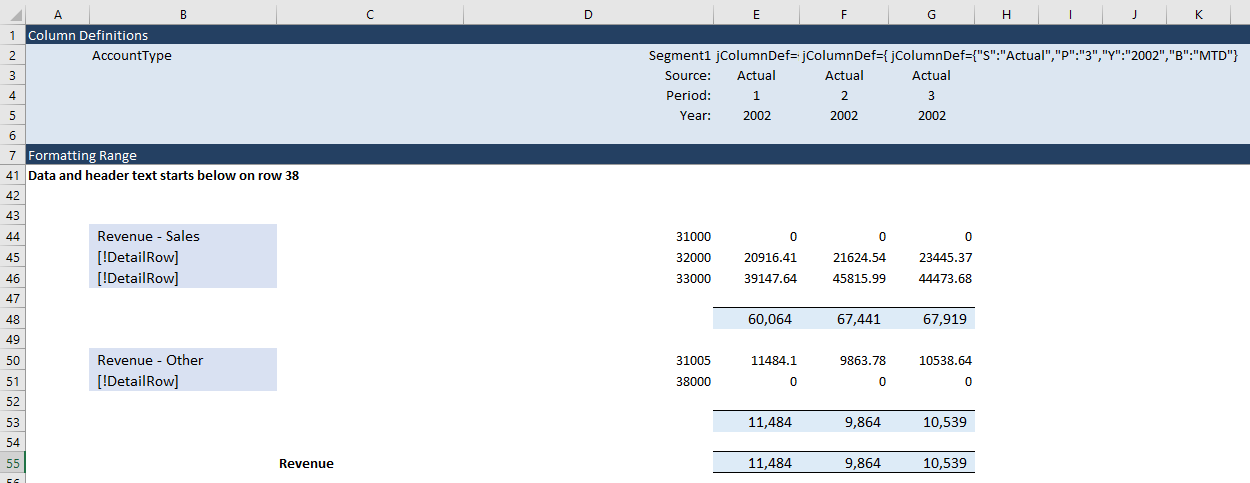 A B C D E F G H I J K
1 Column Definitions
2 AccountType Segment1 jColumnDef= jColumnDef={ jColumnDef={"S":"Actual","P":"3","Y":"2002","B":"MTD"}
3 Source: Actual Actual Actual
4 Period: 1 2 3
5 Year: 2002 2002 2002
6
7 Formatting Range
41 Data and header text starts below on row 38
42
43
44 Revenue - Sales 31000 0 0 0
45 [!DetailRow] 32000 20916.41 21624.54 23445.37
46 [!DetailRow] 33000 39147.64 45815.99 44473.68
47
48 60,064 67,441 67,919
49
50 Revenue - Other 31005 11484.1 9863.78 10538.64
51 [!DetailRow] 38000 0 0 0
52
53 11,484 9,864 10,539
54
55 Revenue 11,484 9,864 10,539